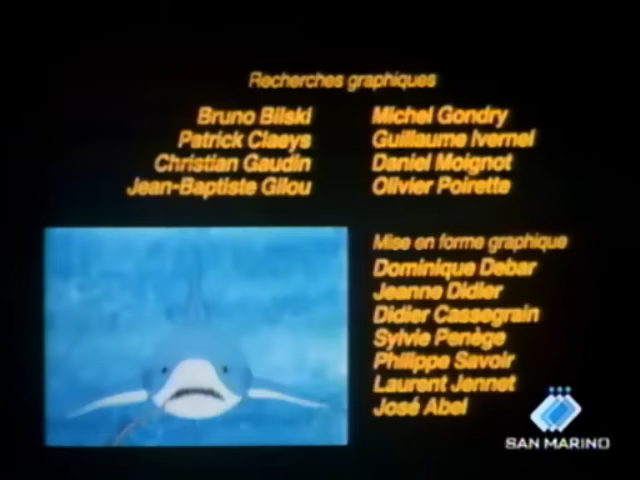 Recherches graphiques
Bruno Bilski
Patrick Claeys
Christian Gaudin
Jean-Baptiste Gilou
Michel Gondry
Guillaume Ivernel
Daniel Moignot
Olivier Poirette
Mise en forme graphique
Dominique Debar
Jeanne Didier
Didier Cassegrain
Sylvie Penège
Philippe Savoir
Laurent Jennet
José Abel
SAN MARINO